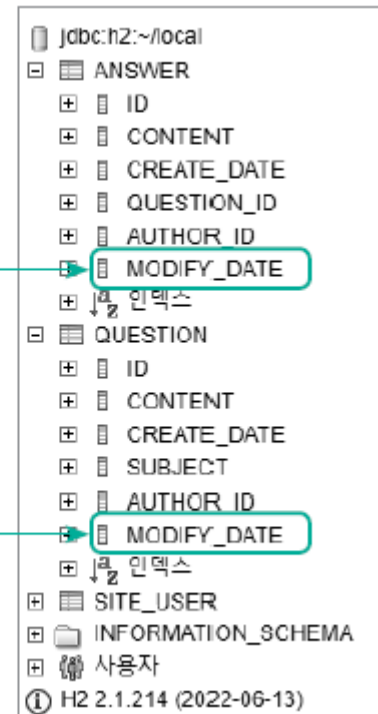 jdbc:h2:~/local
ANSWER
ID
CONTENT
CREATE_DATE
QUESTION_ID
AUTHOR_ID
MODIFY_DATE
인덱스
QUESTION
ID
CONTENT
CREATE_DATE
SUBJECT
AUTHOR_ID
MODIFY_DATE
인덱스
SITE_USER
INFORMATION_SCHEMA
사용자
H2 2.1.214 (2022-06-13)